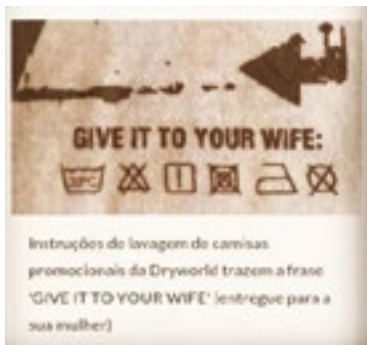 GIVE IT TO YOUR WIFE:
30°C
Instruções de lavagem de camisas
promocionais da Dryworld trazem a frase
'GIVE IT TO YOUR WIFE' (entregue para a
sua mulher)